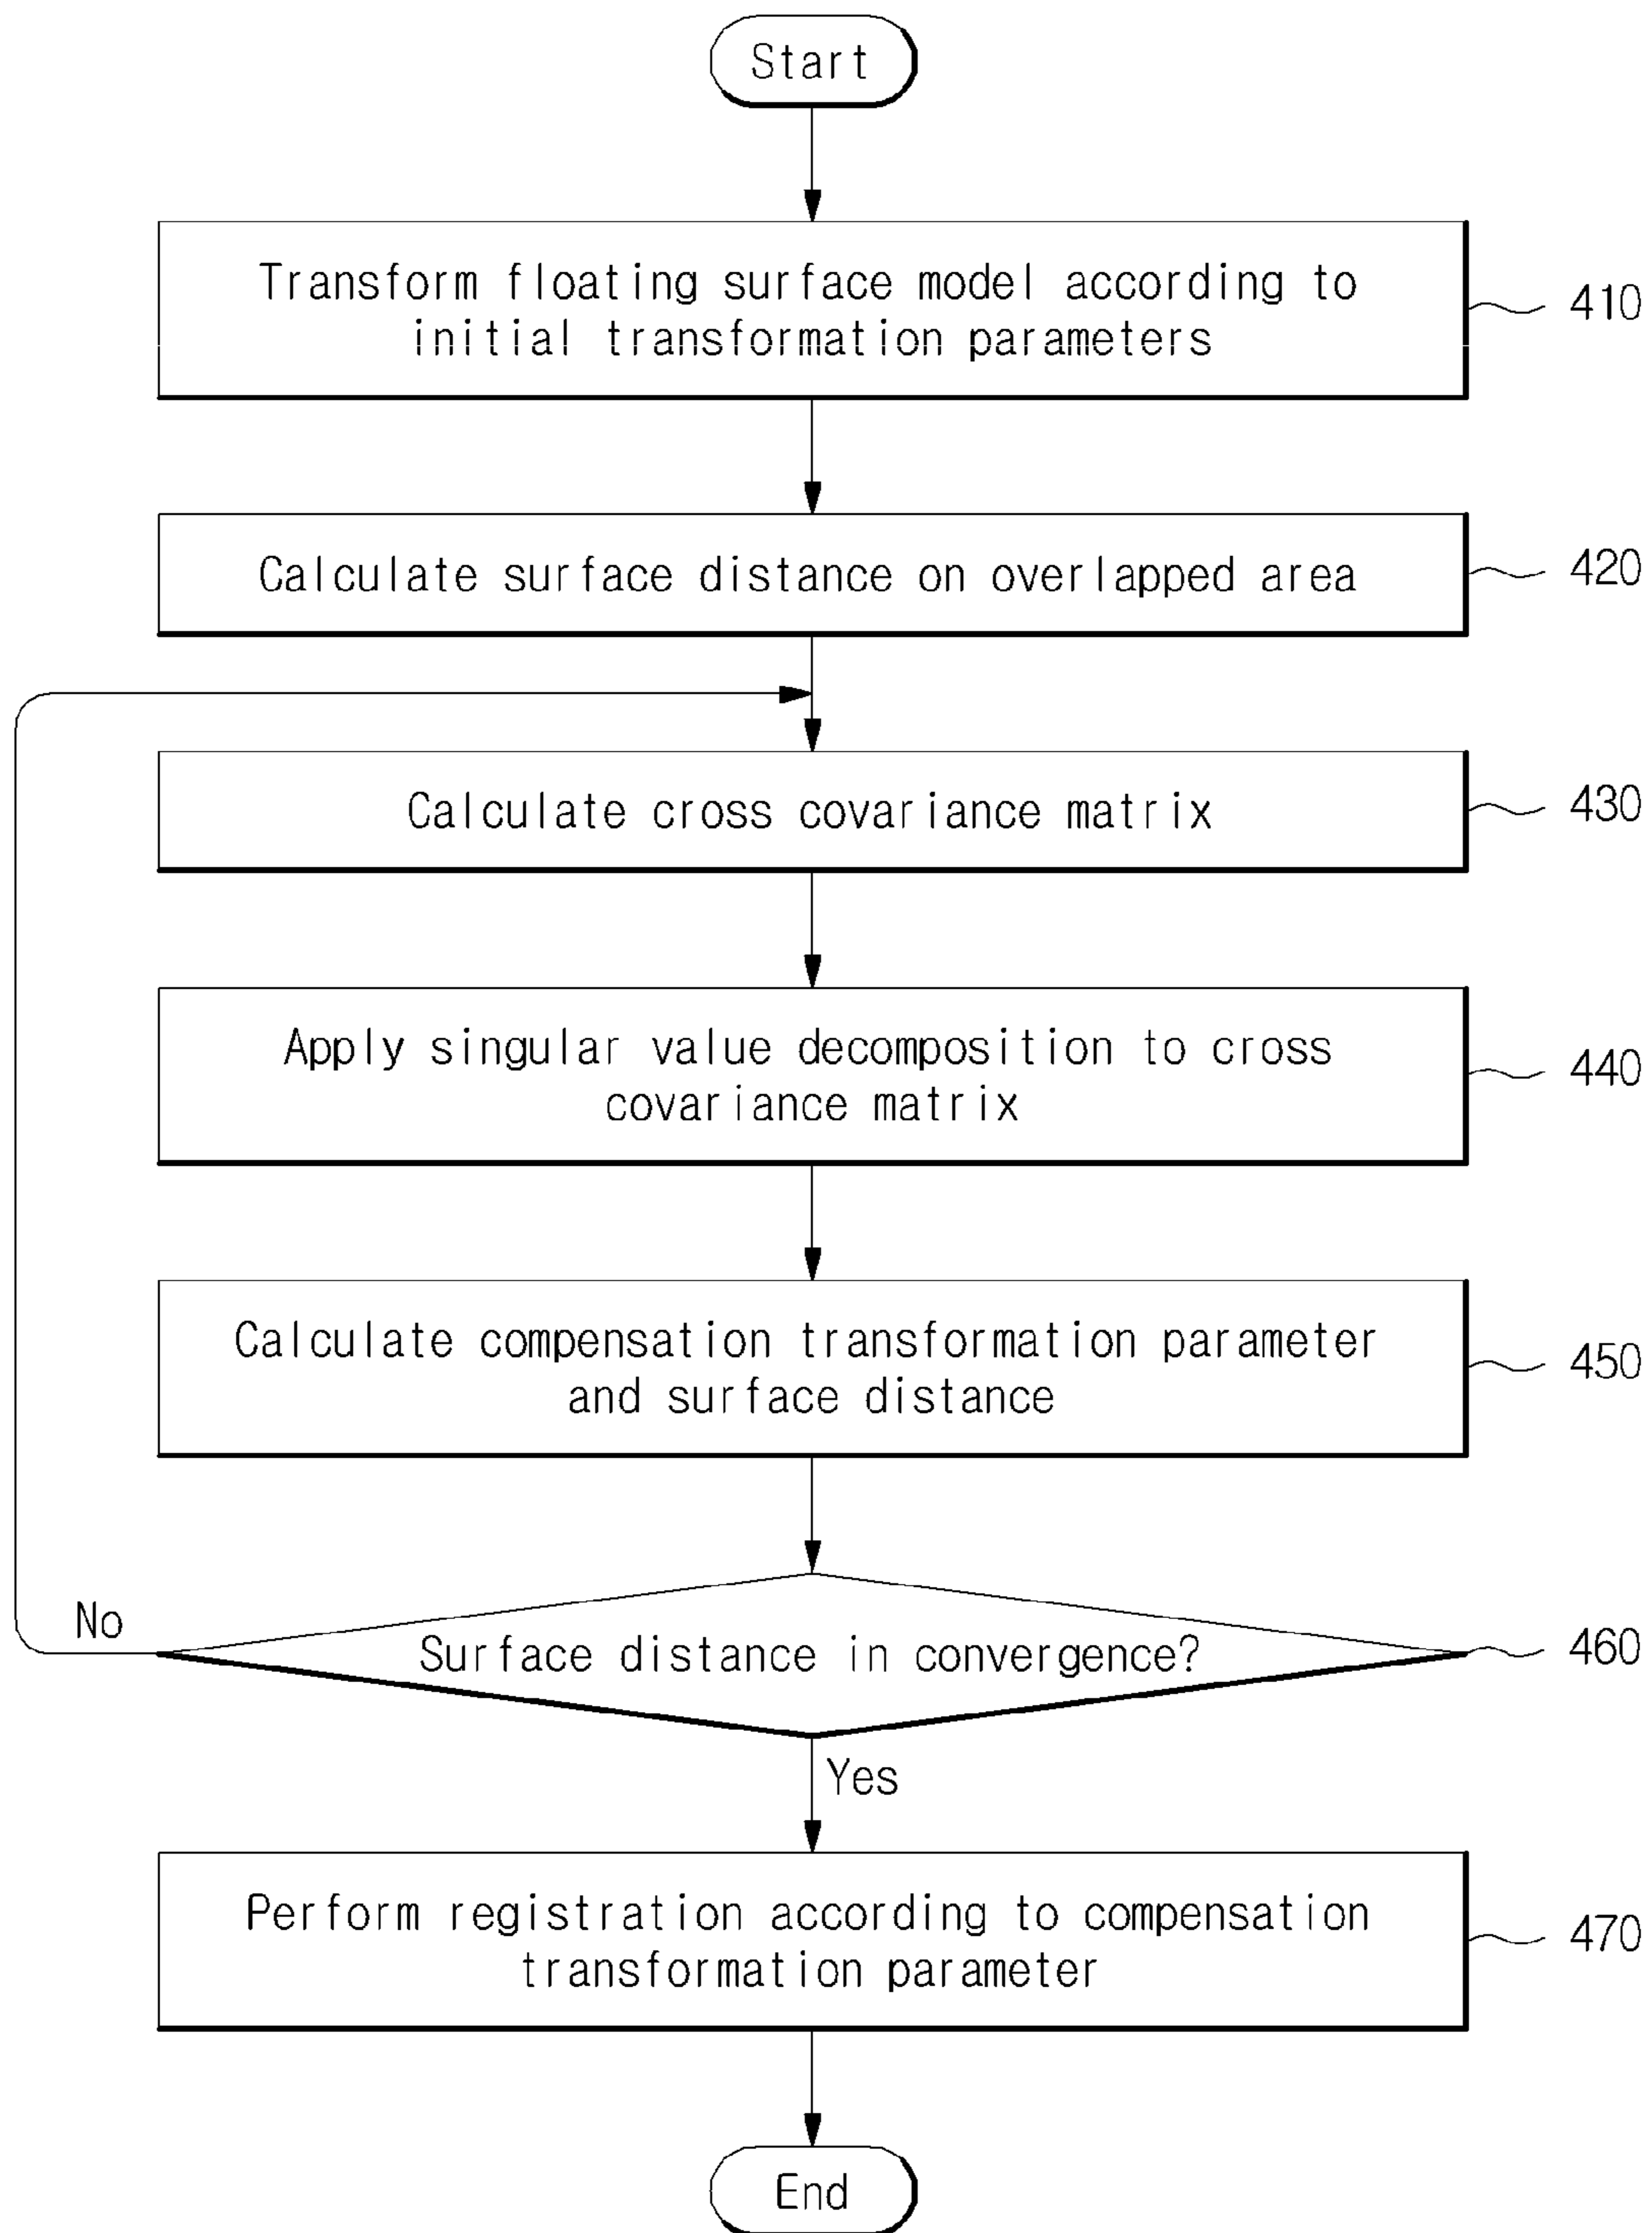 Start
Transform floating surface model according to
initial transformation parameters
410
Calculate surface distance on overlapped area
420
Calculate cross covariance matrix
430
Apply singular value decomposition to cross
covariance matrix
440
Calculate compensation transformation parameter
and surface distance
450
No
Surface distance in convergence?
460
Yes
Perform registration according to compensation
transformation parameter
470
End